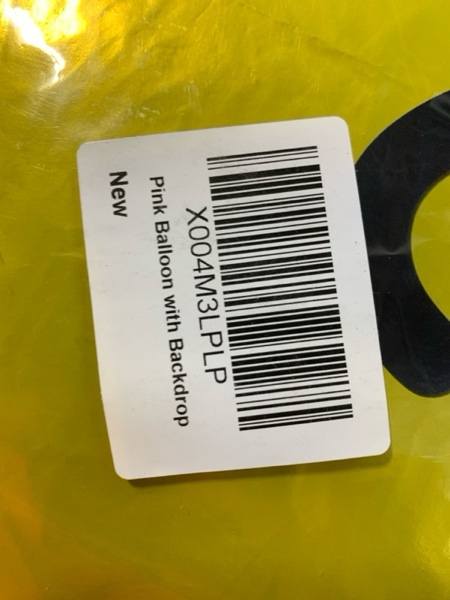 X004M3LPLP
Pink Balloon with Backdrop
New